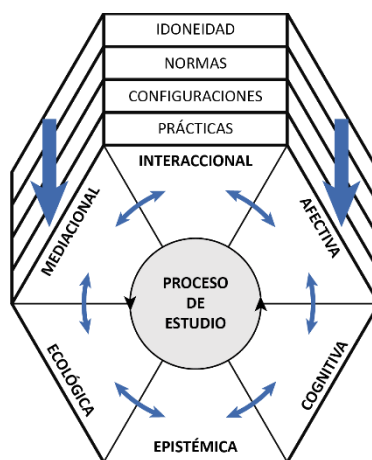 IDONEIDAD
NORMAS
CONFIGURACIONES
PRÁCTICAS
INTERACCIONAL
MEDIACIONAL
AFECTIVA
PROCESO
DE
ESTUDIO
ECOLÓGICA
COGNITIVA
EPISTÉMICA